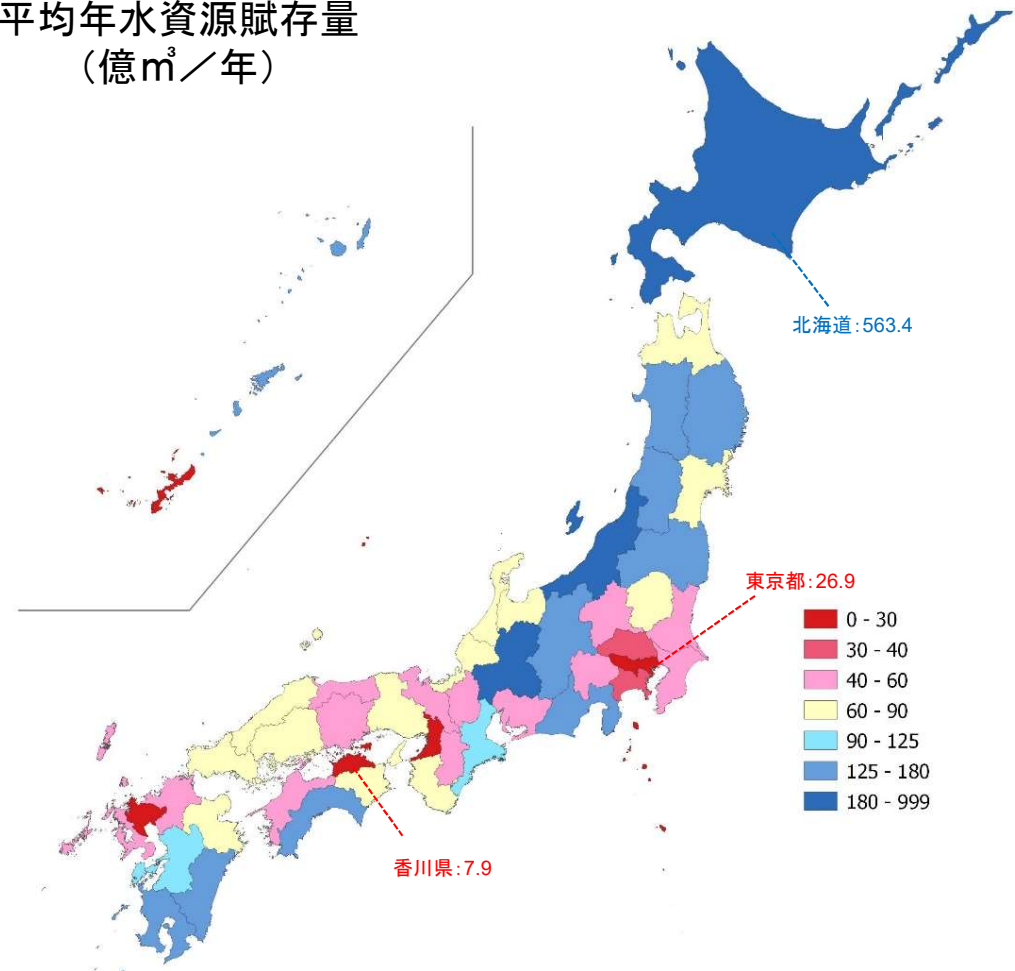 平均年水資源賦存量
（億㎥／年）
北海道：563.4
東京都：26.9
0 - 30
30 - 40
40 - 60
60 - 90
90 - 125
125 - 180
180 - 999
香川県：7.9